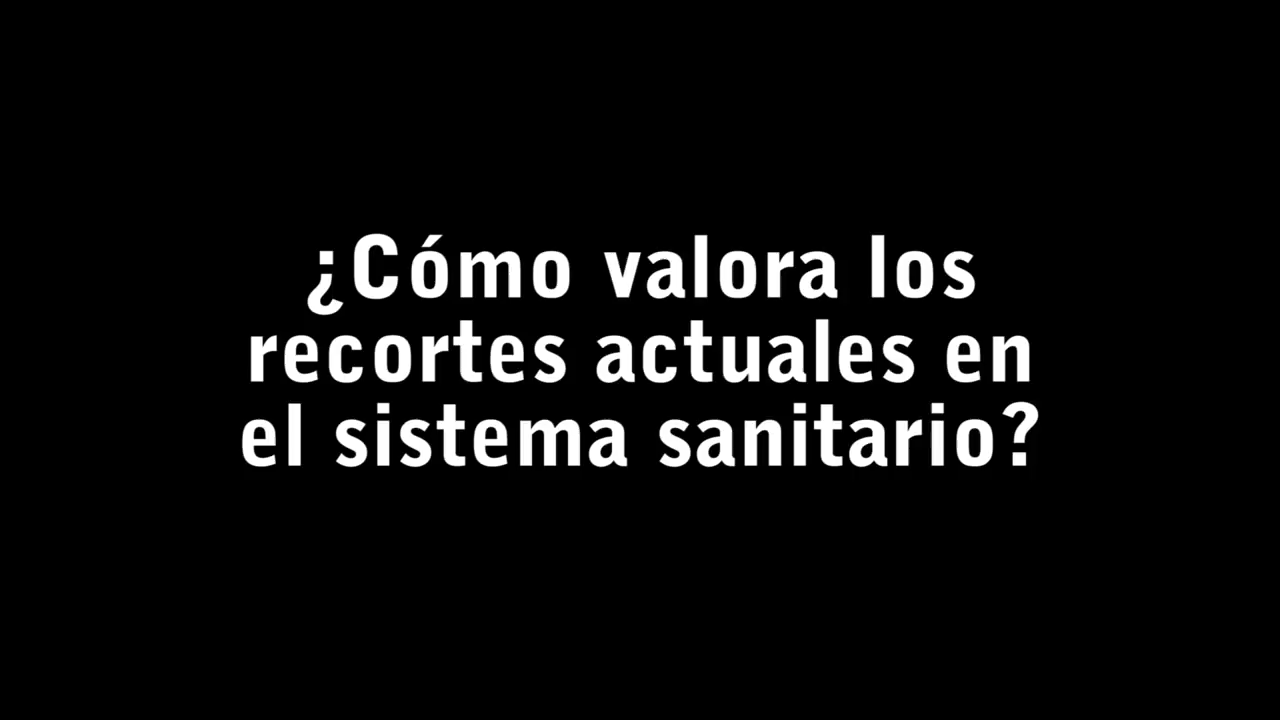 ¿Cómo valora los
recortes actuales en
el sistema sanitario?